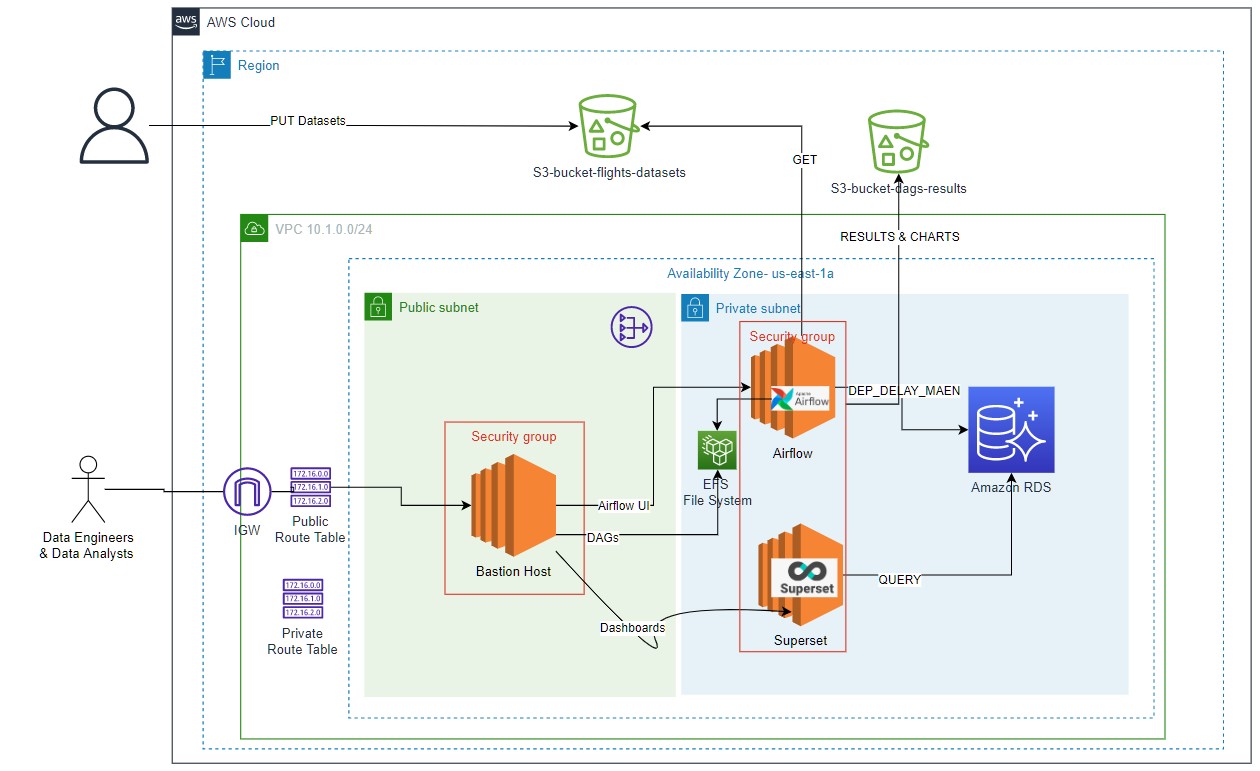 aws
AWS Cloud
Region
PUT Datasets
S3-bucket-flights-datasets
GET
S3-bucket-dags-results
VPC 10.1.0.0/24
RESULTS & CHARTS
Availability Zone- us-east-1a
Public subnet
Private subnet
Security group
DEP_DELAY_MAEN
Apache
Airflow
Airflow
Security group
EFS
File System
Amazon RDS
172.16.0.0
172.16.1.0
172.16.2.0
IGW
Public
Route Table
Airflow UI
DAGs
Data Engineers
& Data Analysts
Bastion Host
QUERY
Superset
172.16.0.0
172.16.1.0
172.16.2.0
Dashboards
Private
Route Table
Superset